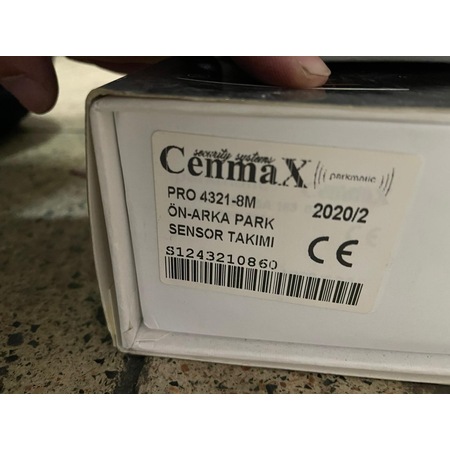 security systems
CenmaX ((( parkmatic )))
PRO 4321-8M
2020/2
ÖN-ARKA PARK
SENSOR TAKIMI
CE
S1243210860